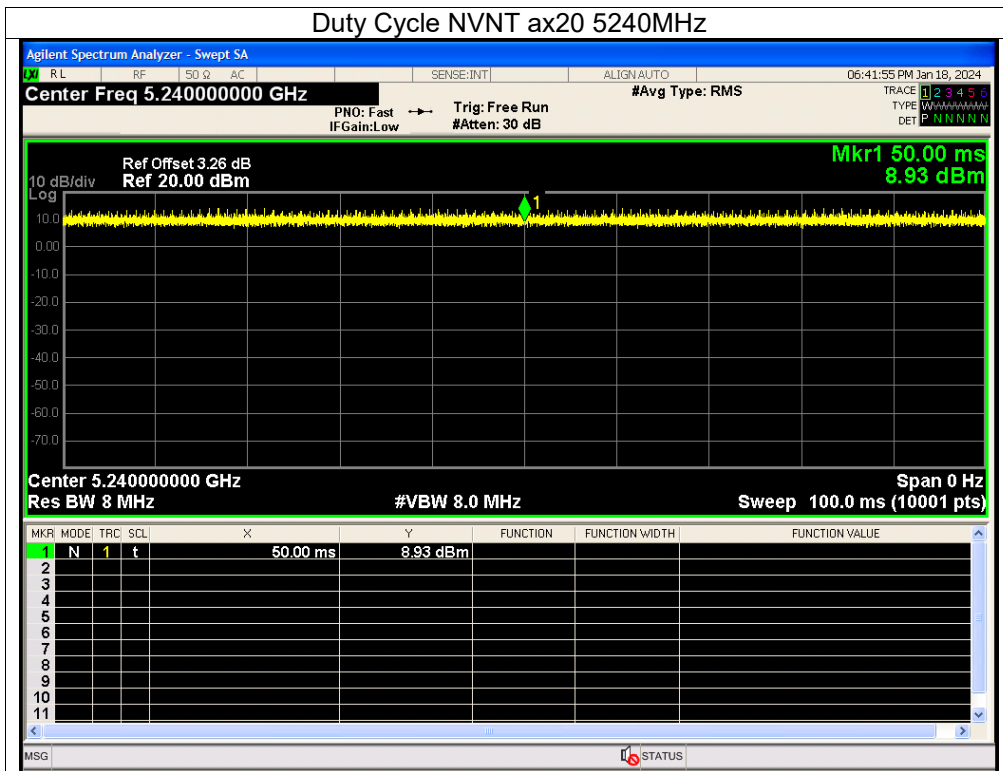 Duty Cycle NVNT ax20 5240MHz
Agilent Spectrum Analyzer - Swept SA
LXI RL RF 50 Ω AC SENSE:INT ALIGN AUTO 06:41:55 PM Jan 18, 2024
Center Freq 5.240000000 GHz #Avg Type: RMS TRACE 1 2 3 4 5 6
PNO: Fast Trig: Free Run TYPE WWWWWW
IFGain:Low #Atten: 30 dB DET P N N N N N
Ref Offset 3.26 dB Mkr1 50.00 ms
10 dB/div Ref 20.00 dBm 8.93 dBm
Log
1
10.0
0.00
-10.0
-20.0
-30.0
-40.0
-50.0
-60.0
-70.0
Center 5.240000000 GHz Span 0 Hz
Res BW 8 MHz #VBW 8.0 MHz Sweep 100.0 ms (10001 pts)
MKR MODE TRC SCL X Y FUNCTION FUNCTION WIDTH FUNCTION VALUE
1 N 1 t 50.00 ms 8.93 dBm
2
3
4
5
6
7
8
9
10
11
MSG STATUS